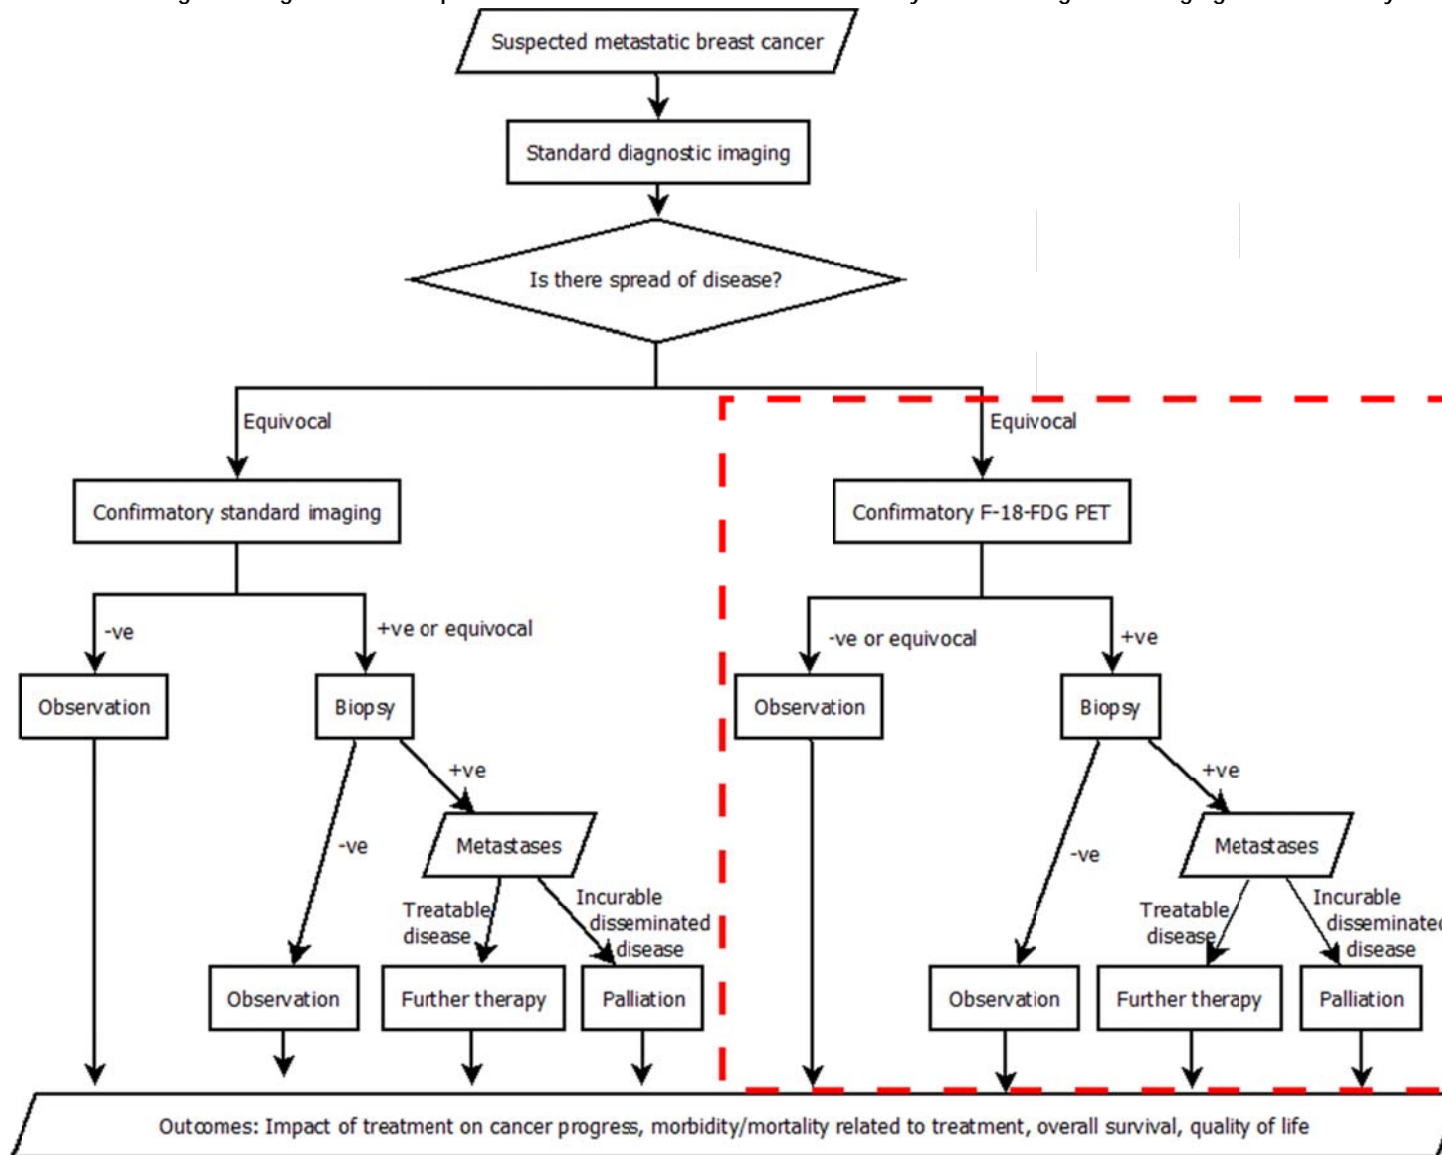 Suspected metastatic breast cancer
Standard diagnostic imaging
Is there spread of disease?
Equivocal
Equivocal
Confirmatory standard imaging
Confirmatory F-18-FDG PET
-ve
+ve or equivocal
-ve or equivocal
+ve
Observation
Biopsy
Observation
Biopsy
+ve
+ve
-ve
Metastases
-ve
Metastases
Treatable
disease
Incurable
disseminated
disease
Treatable
disease
Incurable
disseminated
disease
Observation
Further therapy
Palliation
Observation
Further therapy
Palliation
Outcomes: Impact of treatment on cancer progress, morbidity/mortality related to treatment, overall survival, quality of life